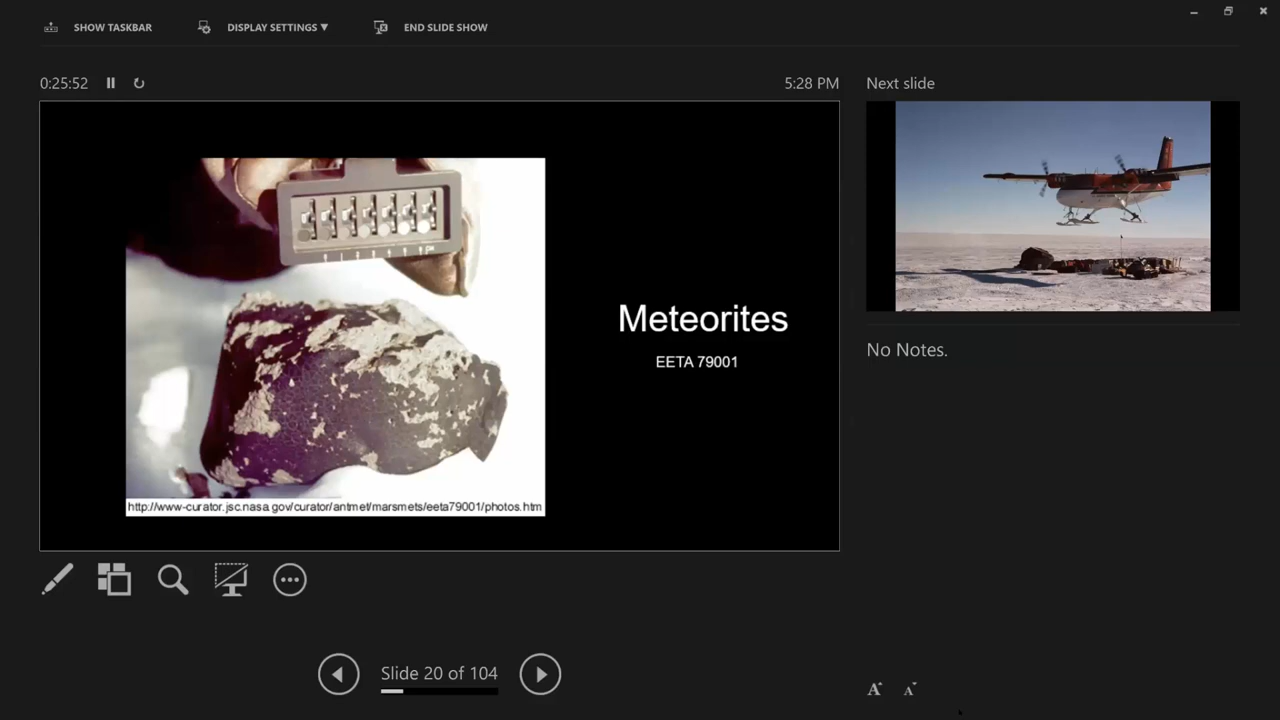 SHOW TASKBAR
DISPLAY SETTINGS ▼
END SLIDE SHOW
0:25:52
5:28 PM
Next slide
Meteorites
EETA 79001
http://www-curator.jsc.nasa.gov/curator/antmet/marsmets/eeta79001/photos.htm
No Notes.
Slide 20 of 104
A A